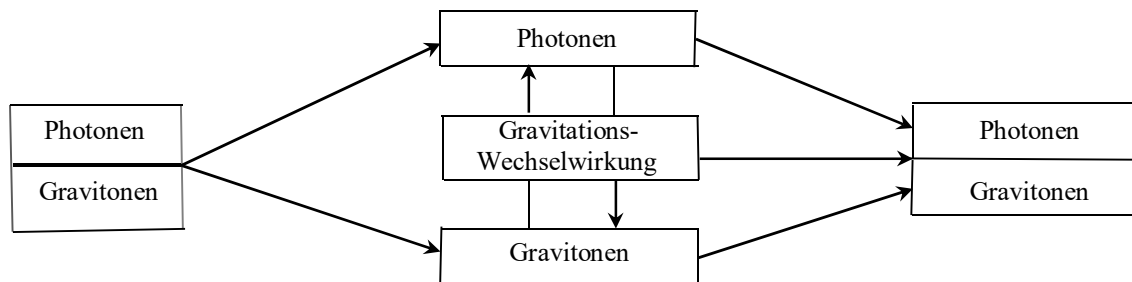 Photonen
Gravitonen
Photonen
Gravitations-
Wechselwirkung
Gravitonen
Photonen
Gravitonen